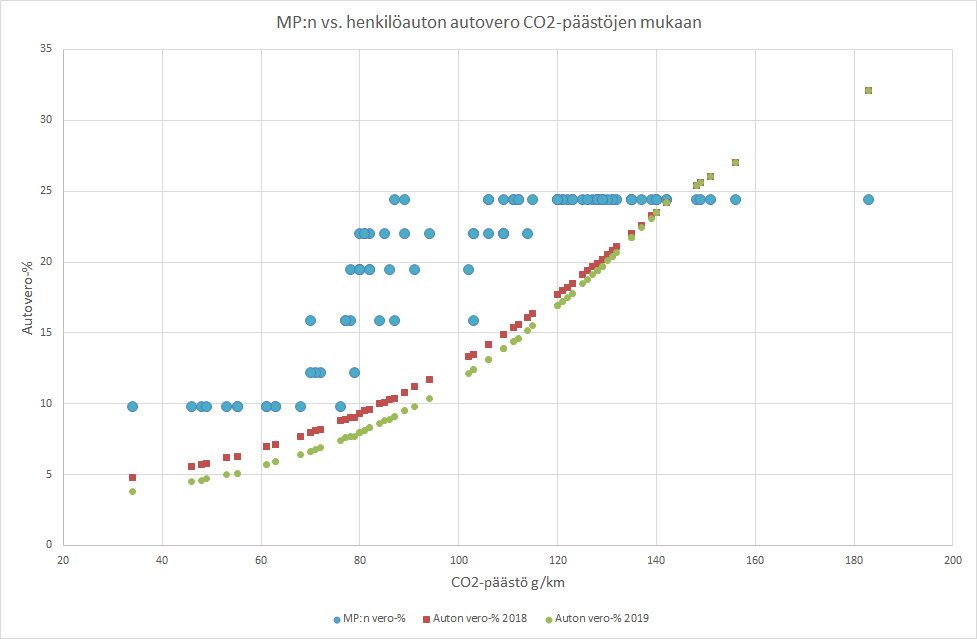 MP:n vs. henkilöauton autovero CO2-päästöjen mukaan
35
30
25
20
15
10
5
0
Autovero-%
20 40 60 80 100 120 140 160 180 200
CO2-päästö g/km
MP:n vero-% Auton vero-% 2018 Auton vero-% 2019